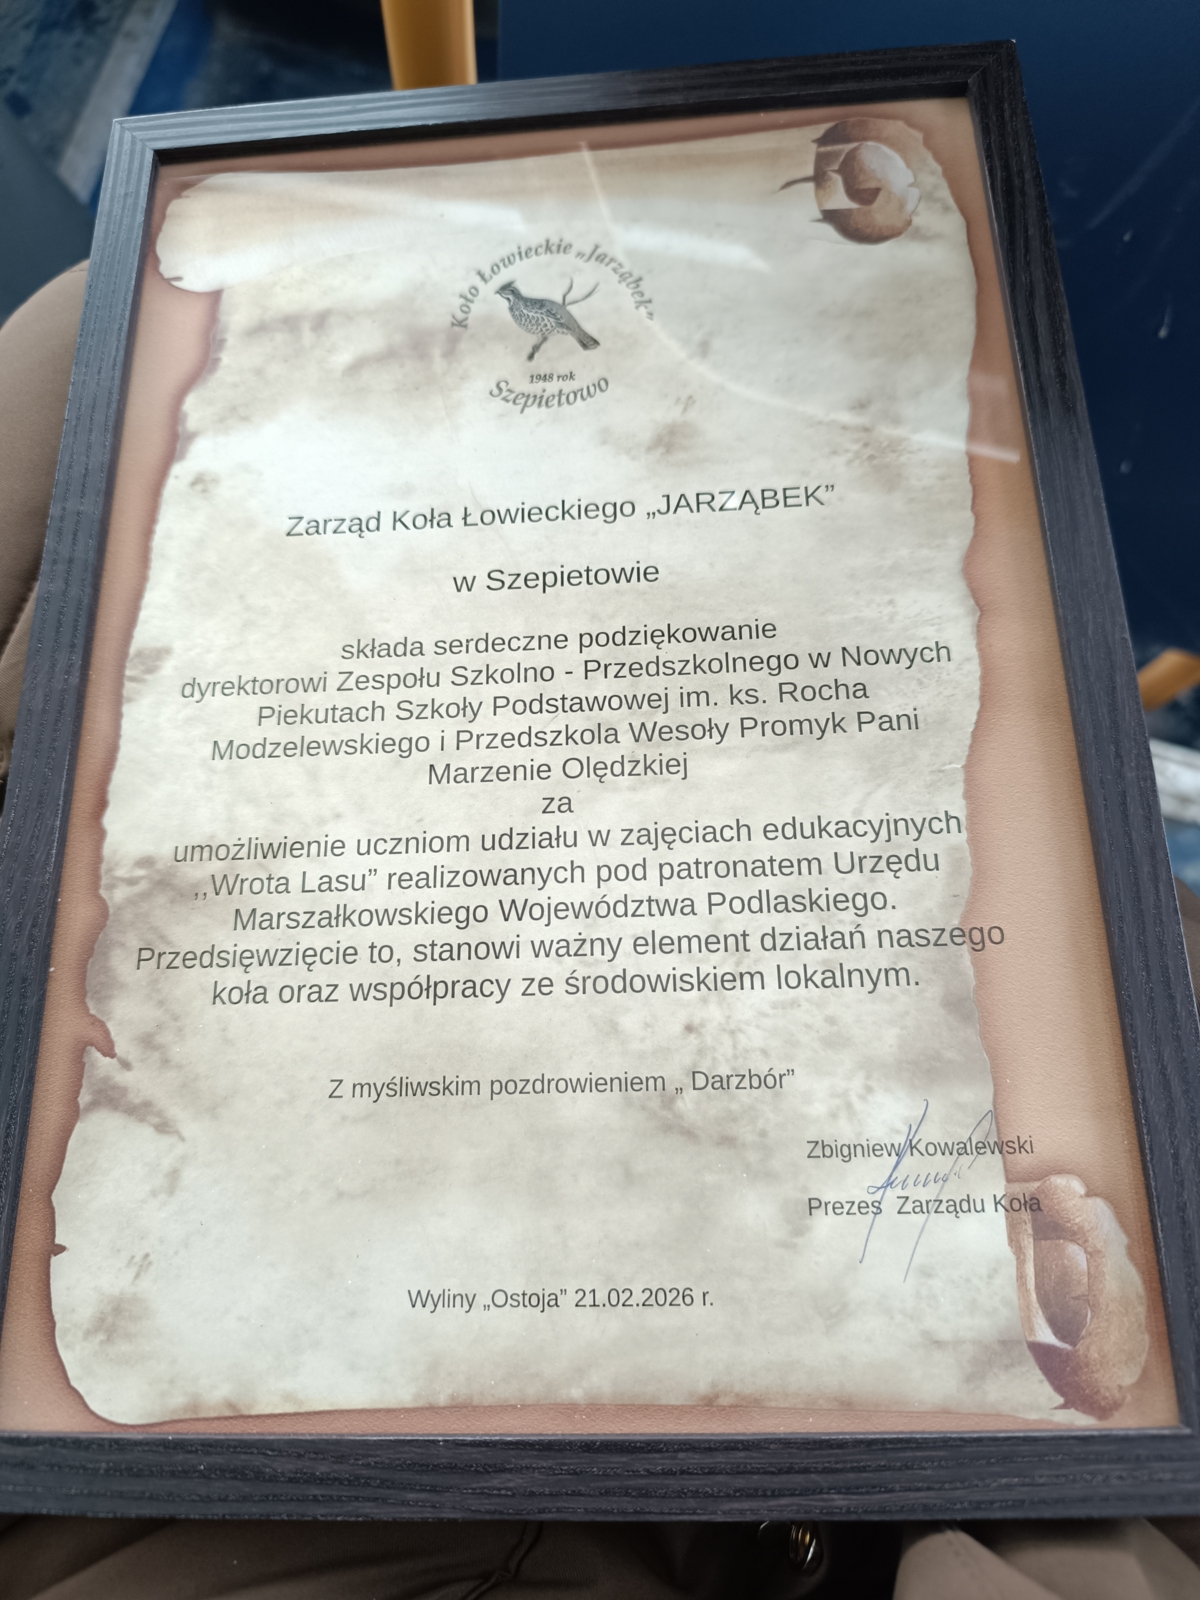 Koło Łowieckie „Jarząbek”
1948 rok
Szepietowo
Zarząd Koła Łowieckiego „JARZĄBEK”
w Szepietowie
składa serdeczne podziękowanie
dyrektorowi Zespołu Szkolno - Przedszkolnego w Nowych
Piekutach Szkoły Podstawowej im. ks. Rocha
Modzelewskiego i Przedszkola Wesoły Promyk Pani
Marzenie Olędzkiej
za
umożliwienie uczniom udziału w zajęciach edukacyjnych
,,Wrota Lasu” realizowanych pod patronatem Urzędu
Marszałkowskiego Województwa Podlaskiego.
Przedsięwzięcie to, stanowi ważny element działań naszego
koła oraz współpracy ze środowiskiem lokalnym.
Z myśliwskim pozdrowieniem „ Darzbór”
Zbigniew Kowalewski
Prezes Zarządu Koła
Wyliny „Ostoja” 21.02.2026 r.